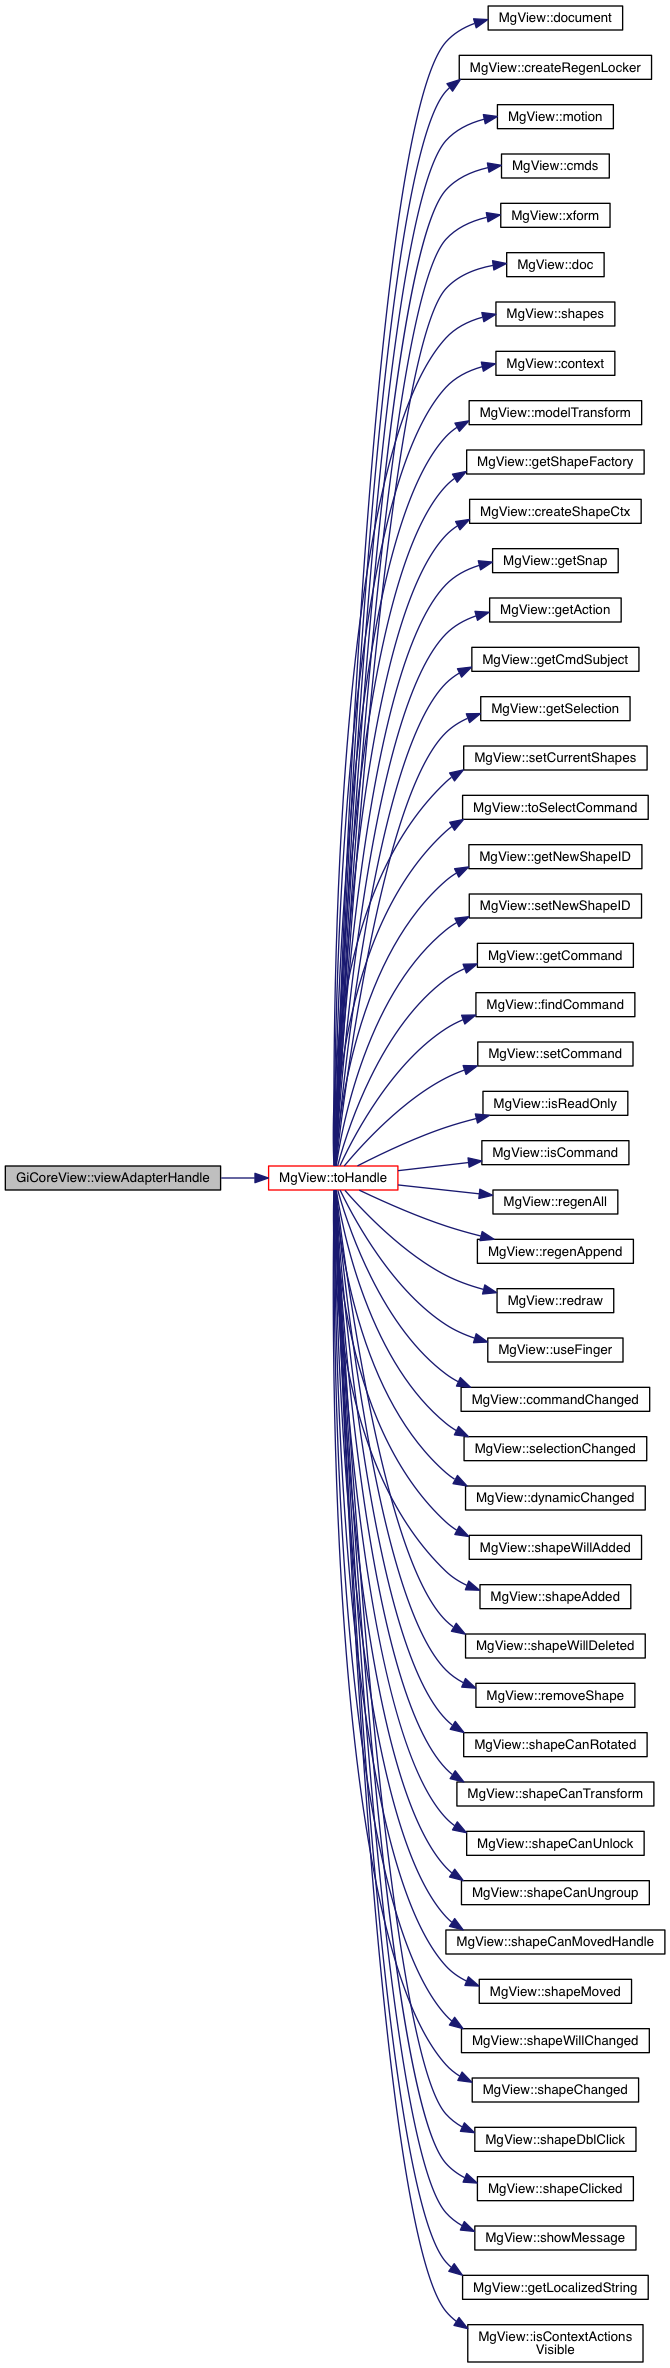 GiCoreView::viewAdapterHandle
MgView::toHandle
MgView::document
MgView::createRegenLocker
MgView::motion
MgView::cmds
MgView::xform
MgView::doc
MgView::shapes
MgView::context
MgView::modelTransform
MgView::getShapeFactory
MgView::createShapeCtx
MgView::getSnap
MgView::getAction
MgView::getCmdSubject
MgView::getSelection
MgView::setCurrentShapes
MgView::toSelectCommand
MgView::getNewShapeID
MgView::setNewShapeID
MgView::getCommand
MgView::findCommand
MgView::setCommand
MgView::isReadOnly
MgView::isCommand
MgView::regenAll
MgView::regenAppend
MgView::redraw
MgView::useFinger
MgView::commandChanged
MgView::selectionChanged
MgView::dynamicChanged
MgView::shapeWillAdded
MgView::shapeAdded
MgView::shapeWillDeleted
MgView::removeShape
MgView::shapeCanRotated
MgView::shapeCanTransform
MgView::shapeCanUnlock
MgView::shapeCanUngroup
MgView::shapeCanMovedHandle
MgView::shapeMoved
MgView::shapeWillChanged
MgView::shapeChanged
MgView::shapeDblClick
MgView::shapeClicked
MgView::showMessage
MgView::getLocalizedString
MgView::isContextActions
Visible